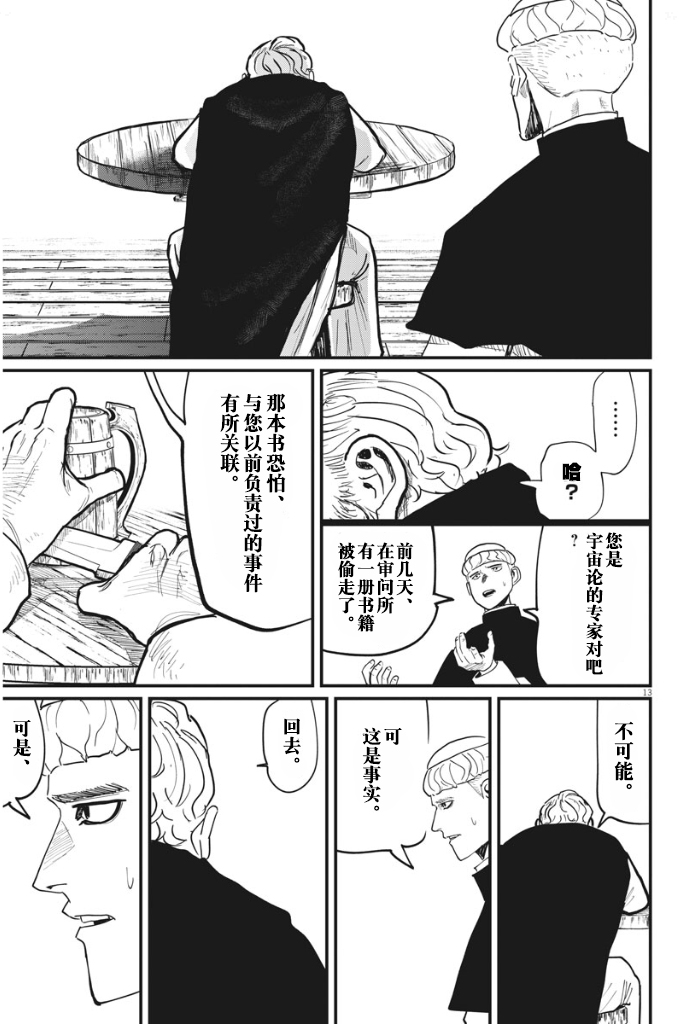 ……
哈?
您是
宇宙论的专家对吧
?
前几天、
在审问所
有一册书籍
被偷走了。
那本书恐怕、
与您以前负责过的事件
有所关联。
13
不可能。
可
这是事实。
回去。
可是、